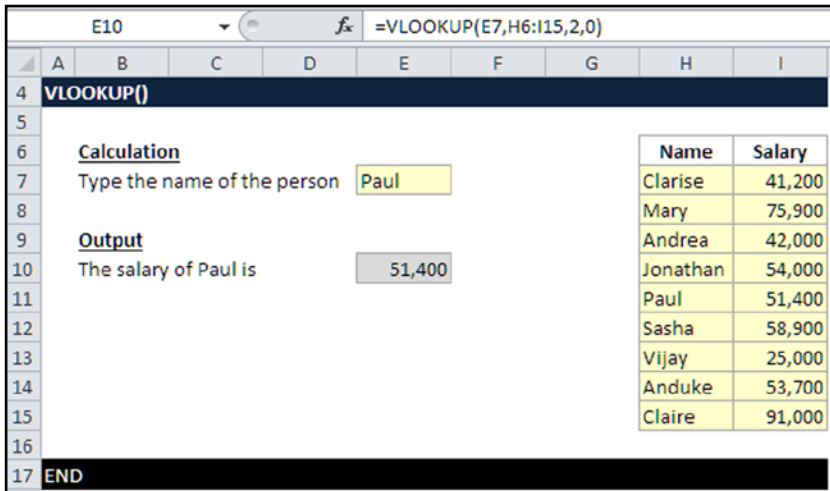 E10 fx =VLOOKUP(E7,H6:I15,2,0)
A B C D E F G H I
4 VLOOKUP()
5
6 Calculation Name Salary
7 Type the name of the person Paul Clarise 41,200
8 Mary 75,900
9 Output Andrea 42,000
10 The salary of Paul is 51,400 Jonathan 54,000
11 Paul 51,400
12 Sasha 58,900
13 Vijay 25,000
14 Anduke 53,700
15 Claire 91,000
16
17 END